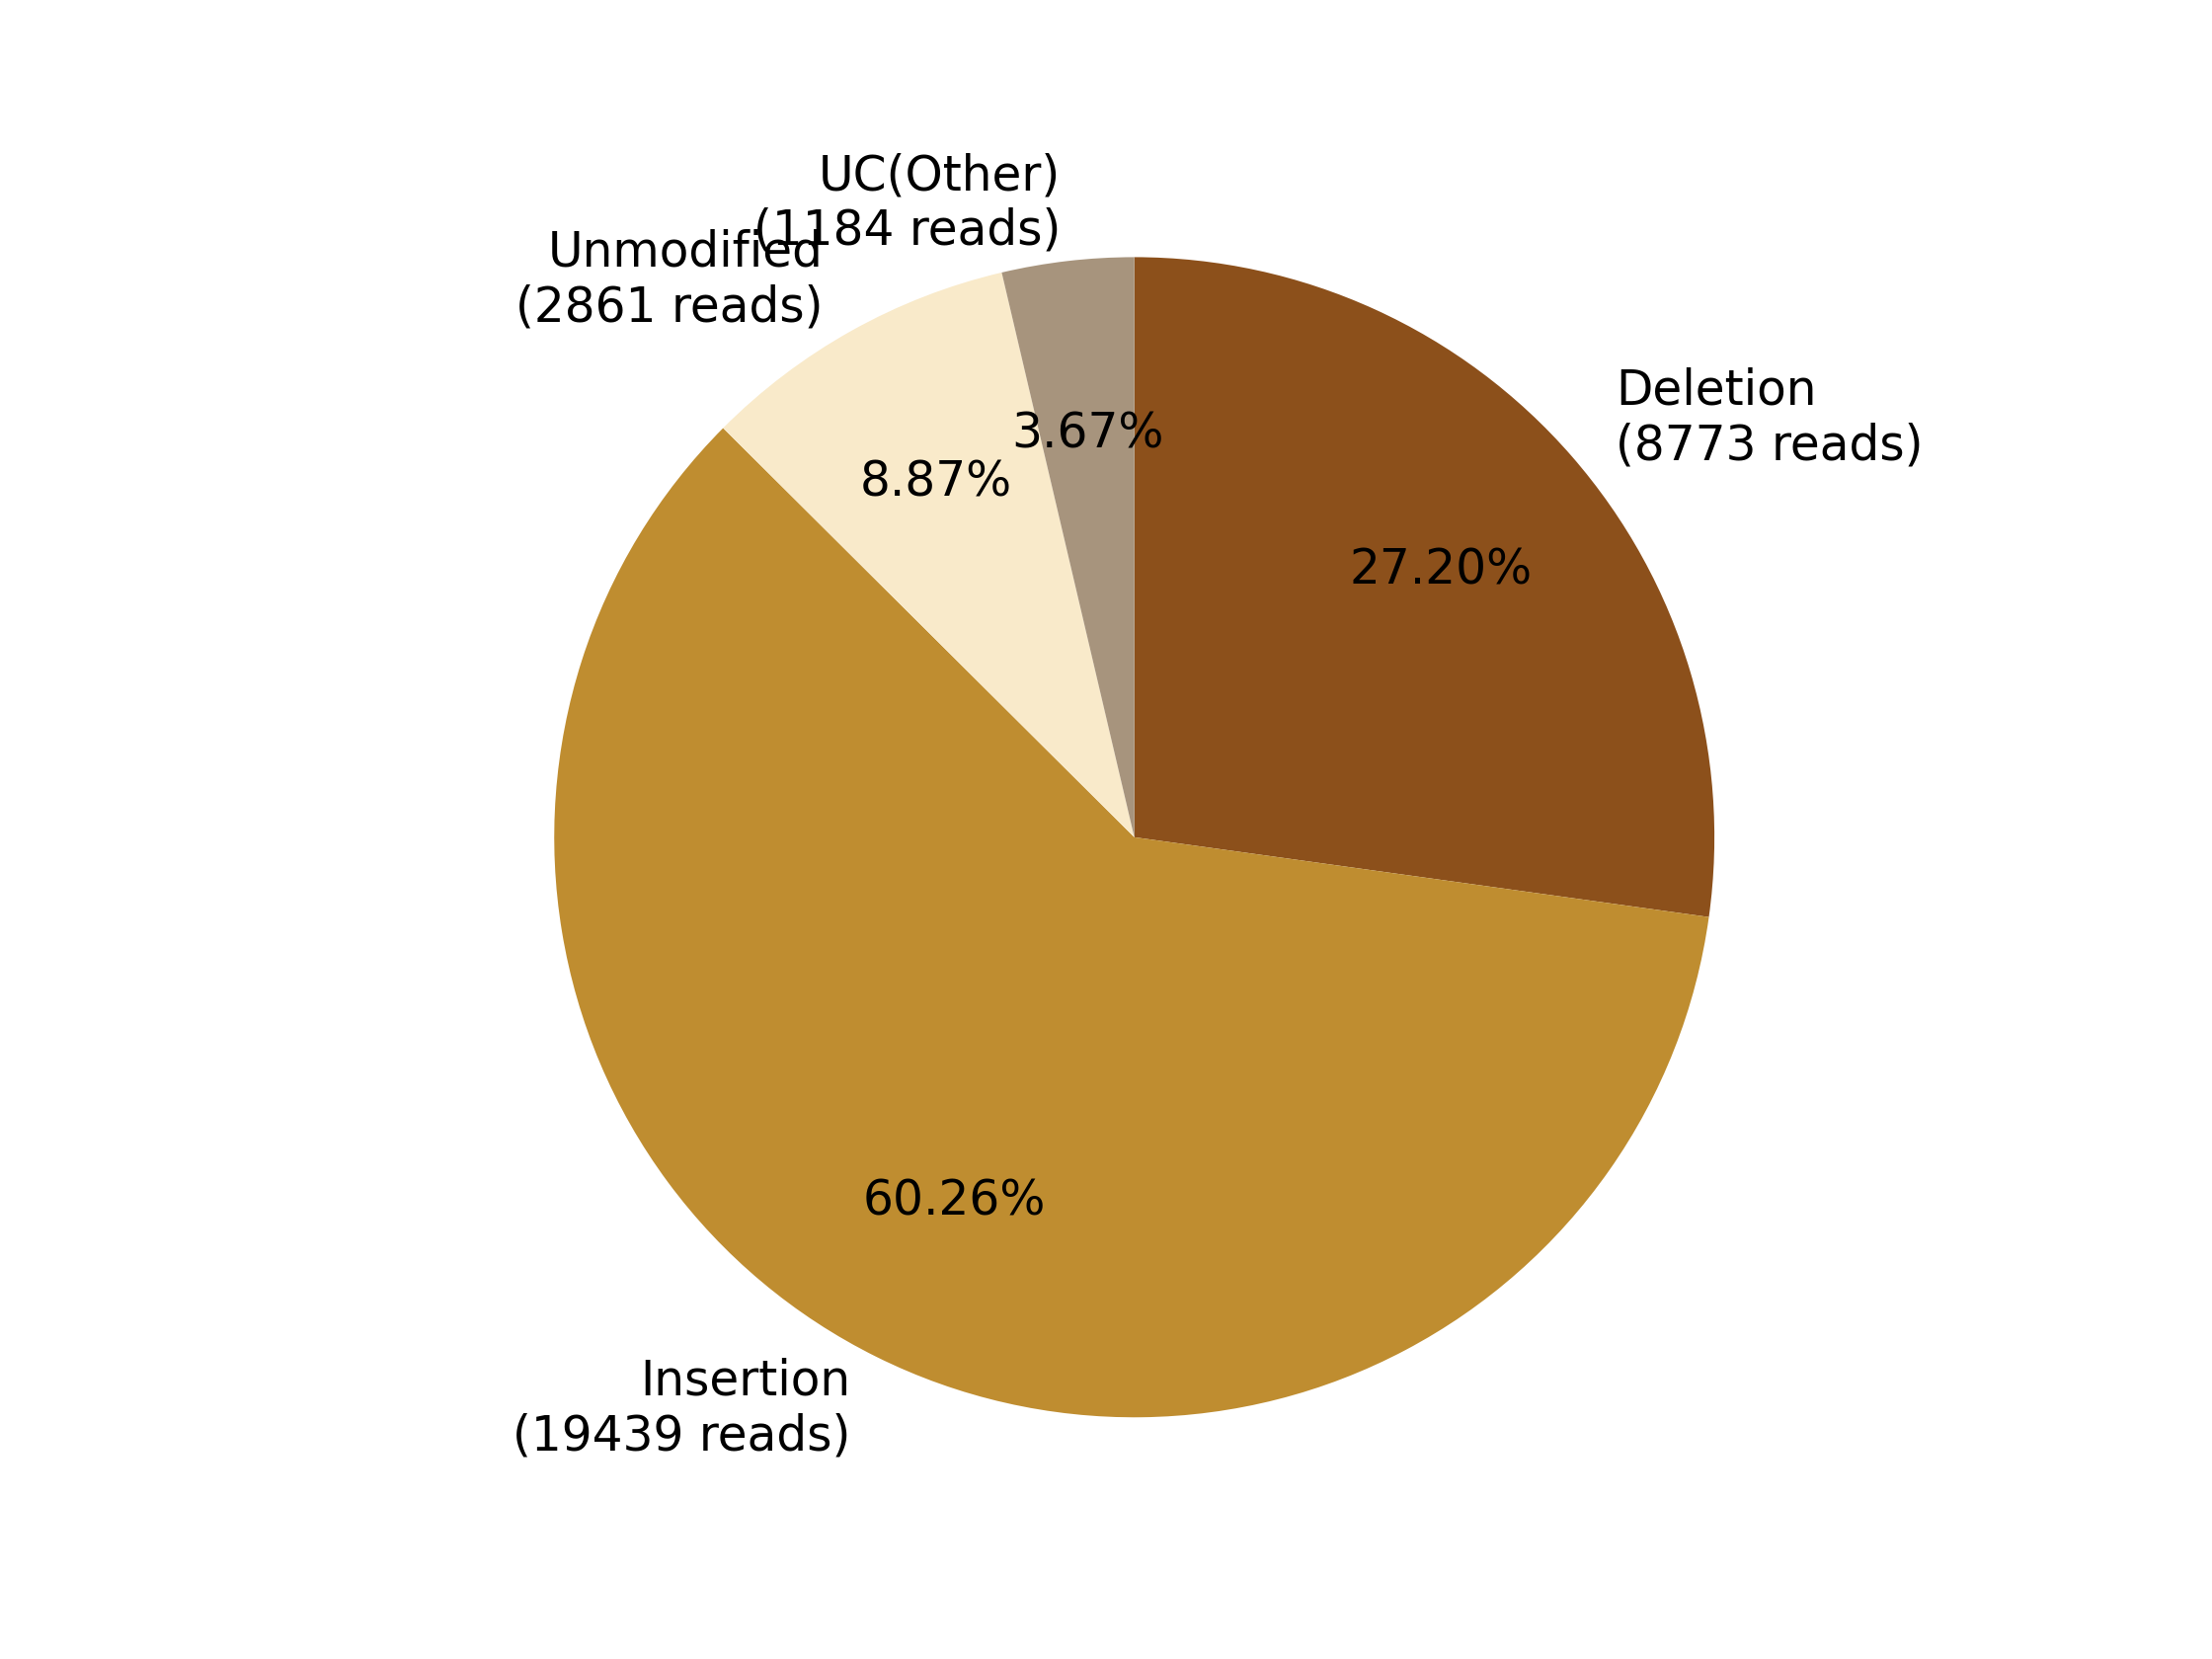 UC(Other)
(1184 reads)
Unmodified
(2861 reads)
Deletion
(8773 reads)
3.67%
8.87%
27.20%
60.26%
Insertion
(19439 reads)